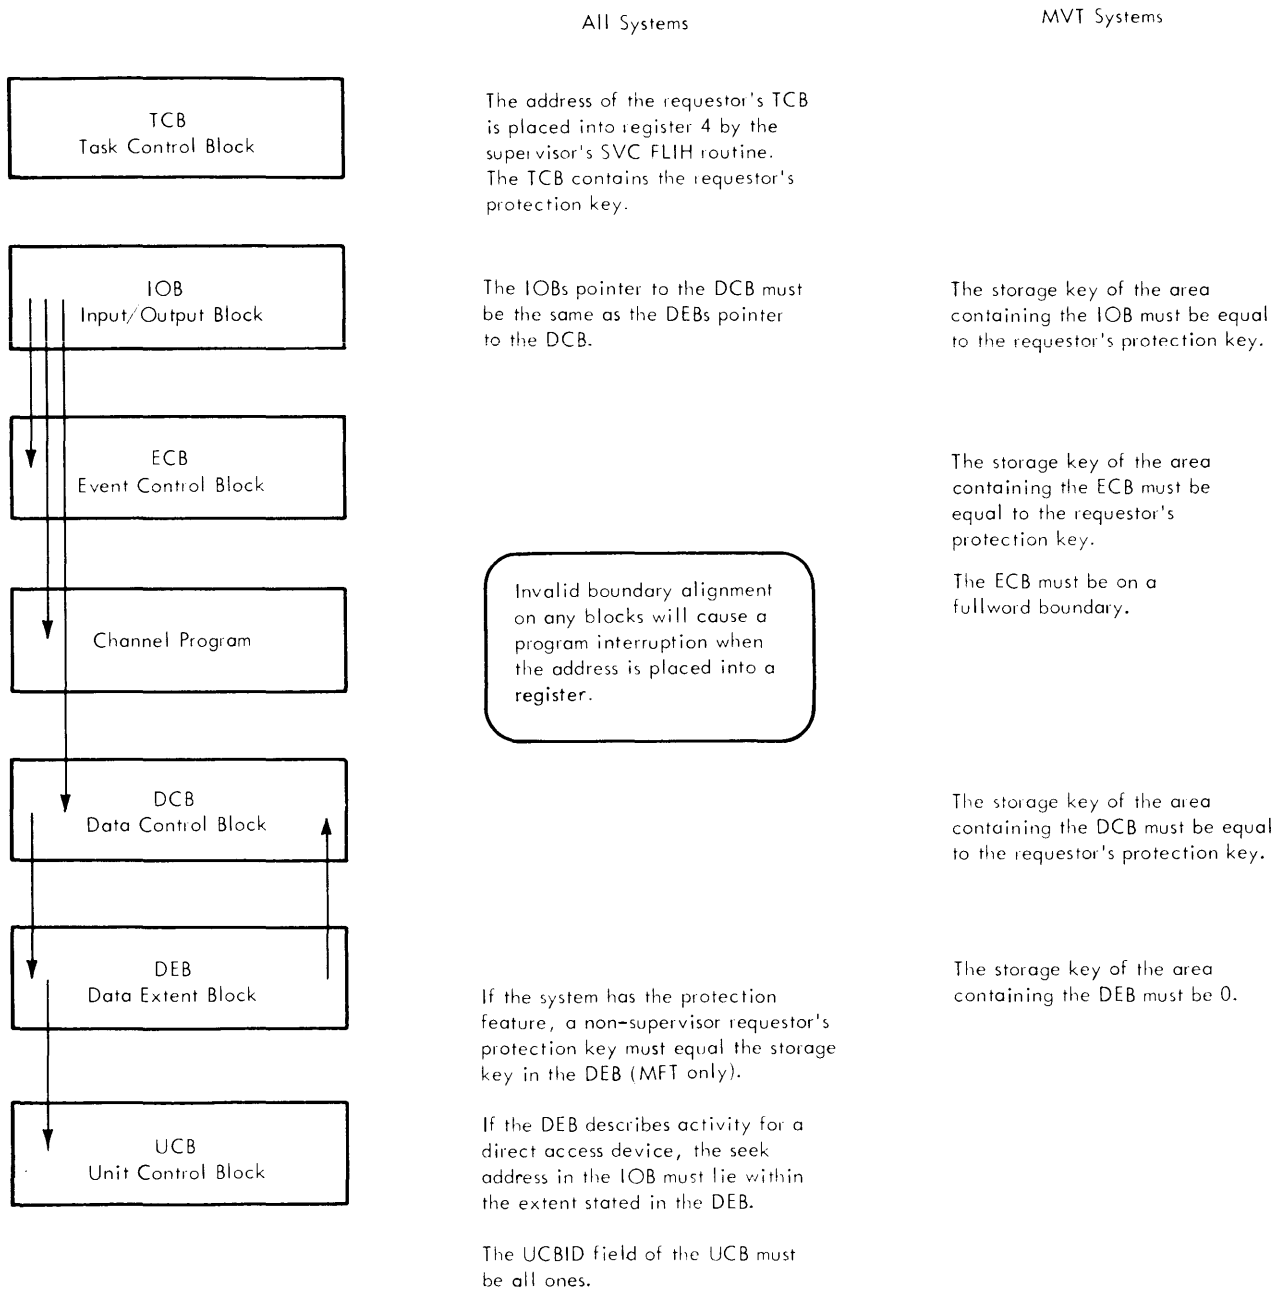 All Systems
MVT Systems
TCB
Task Control Block
The address of the requestor's TCB
is placed into register 4 by the
supervisor's SVC FLIH routine.
The TCB contains the requestor's
protection key.
IOB
Input/Output Block
The IOBs pointer to the DCB must
be the same as the DEBs pointer
to the DCB.
The storage key of the area
containing the IOB must be equal
to the requestor's protection key.
ECB
Event Control Block
The storage key of the area
containing the ECB must be
equal to the requestor's
protection key.
The ECB must be on a
fullword boundary.
Channel Program
Invalid boundary alignment
on any blocks will cause a
program interruption when
the address is placed into a
register.
DCB
Data Control Block
The storage key of the area
containing the DCB must be equal
to the requestor's protection key.
DEB
Data Extent Block
The storage key of the area
containing the DEB must be 0.
If the system has the protection
feature, a non-supervisor requestor's
protection key must equal the storage
key in the DEB (MFT only).
UCB
Unit Control Block
If the DEB describes activity for a
direct access device, the seek
address in the IOB must lie within
the extent stated in the DEB.
The UCBID field of the UCB must
be all ones.